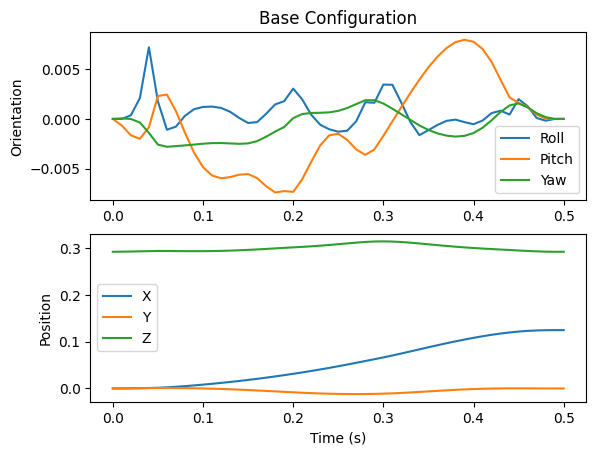 Base Configuration
Orientation
0.005
0.000
−0.005
Roll
Pitch
Yaw
0.0 0.1 0.2 0.3 0.4 0.5
Position
0.3
0.2
0.1
0.0
X
Y
Z
0.0 0.1 0.2 0.3 0.4 0.5
Time (s)